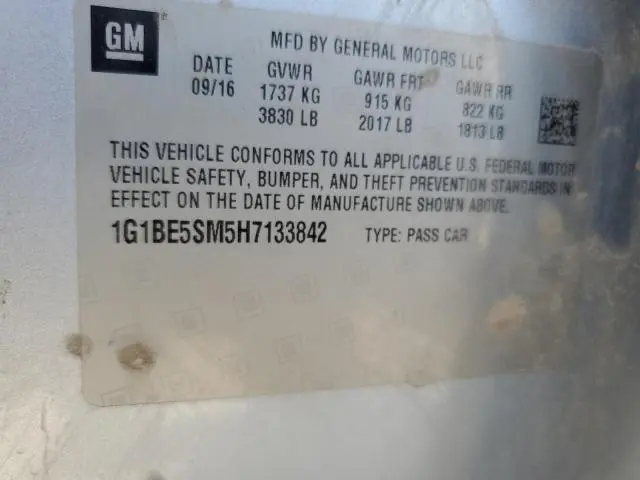 GM
MFD BY GENERAL MOTORS LLC
DATE GVWR GAWR FRT GAWR RR
09/16 1737 KG 915 KG 822 KG
3830 LB 2017 LB 1813 LB
THIS VEHICLE CONFORMS TO ALL APPLICABLE U.S. FEDERAL MOTOR
VEHICLE SAFETY, BUMPER, AND THEFT PREVENTION STANDARDS IN
EFFECT ON THE DATE OF MANUFACTURE SHOWN ABOVE.
1G1BE5SM5H7133842 TYPE: PASS CAR